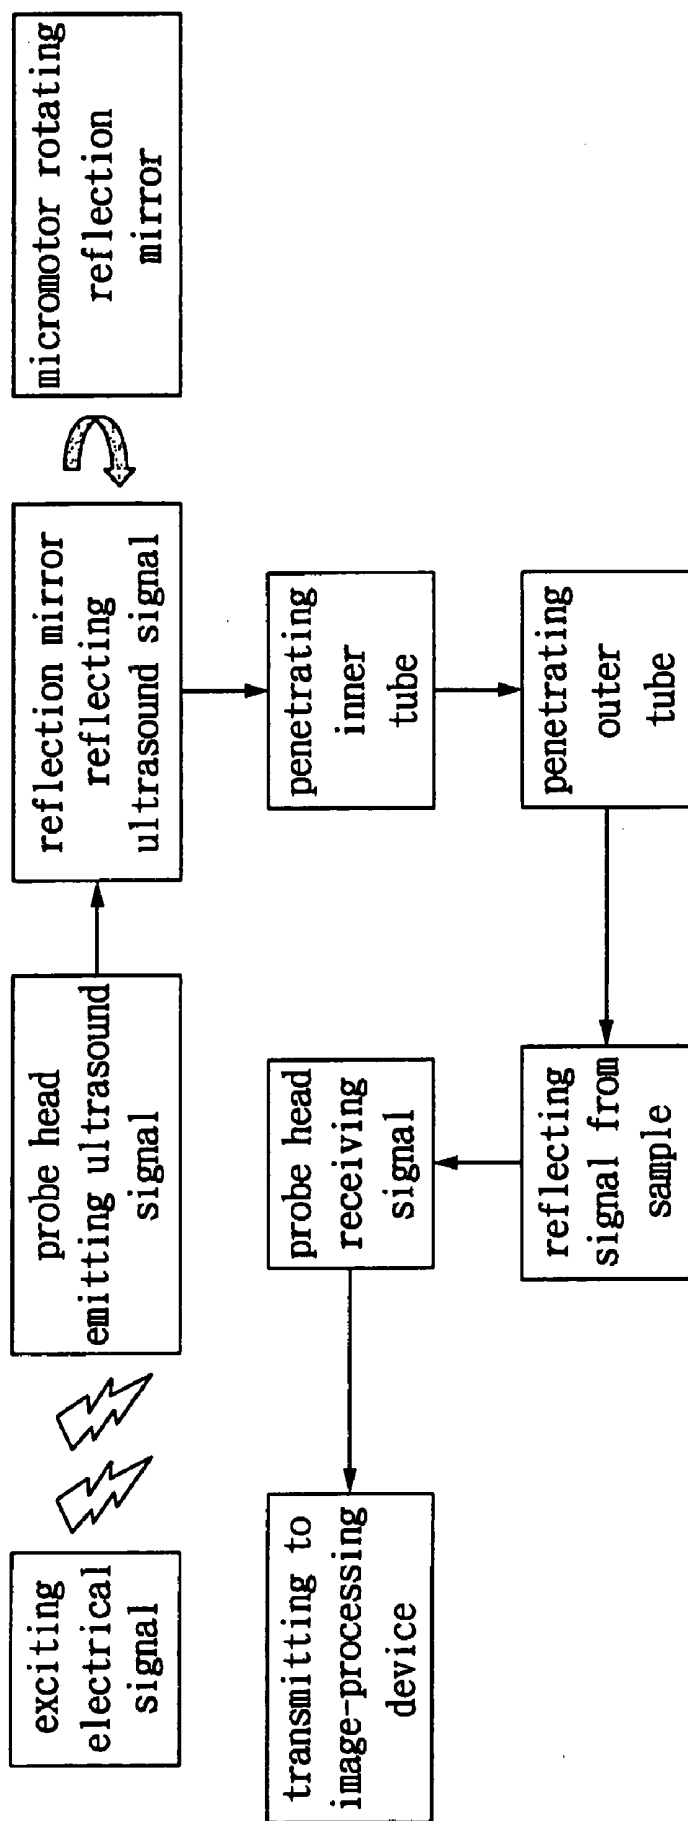 exciting
electrical
signal
probe head
emitting ultrasound
signal
reflection mirror
reflecting
ultrasound signal
micromotor rotating
reflection
mirror
penetrating
inner
tube
penetrating
outer
tube
reflecting
signal from
sample
probe head
receiving
signal
transmitting to
image-processing
device